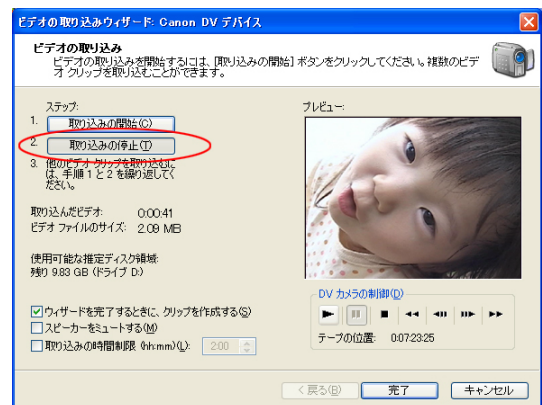 ビデオの取り込みウィザード: Canon DV デバイス
ビデオの取り込み
ビデオの取り込みを開始するには、[取り込みの開始] ボタンをクリックしてください。複数のビデ
オ クリップを取り込むことができます。
ステップ:
1. 取り込みの開始(C)
2. 取り込みの停止(T)
3. 他のビデオ クリップを取り込むに
は、手順 1 と 2 を繰り返してく
ださい。
取り込んだビデオ: 0:00:41
ビデオ ファイルのサイズ: 2.09 MB
使用可能な推定ディスク領域:
残り 9.83 GB (ドライブ D:)
ウィザードを完了するときに、クリップを作成する(S)
スピーカーをミュートする(M)
取り込みの時間制限 (hh:mm)(L): 2:00
プレビュー:
DV カメラの制御(D)
テープの位置: 0:07:23:25
< 戻る(B)
完了
キャンセル